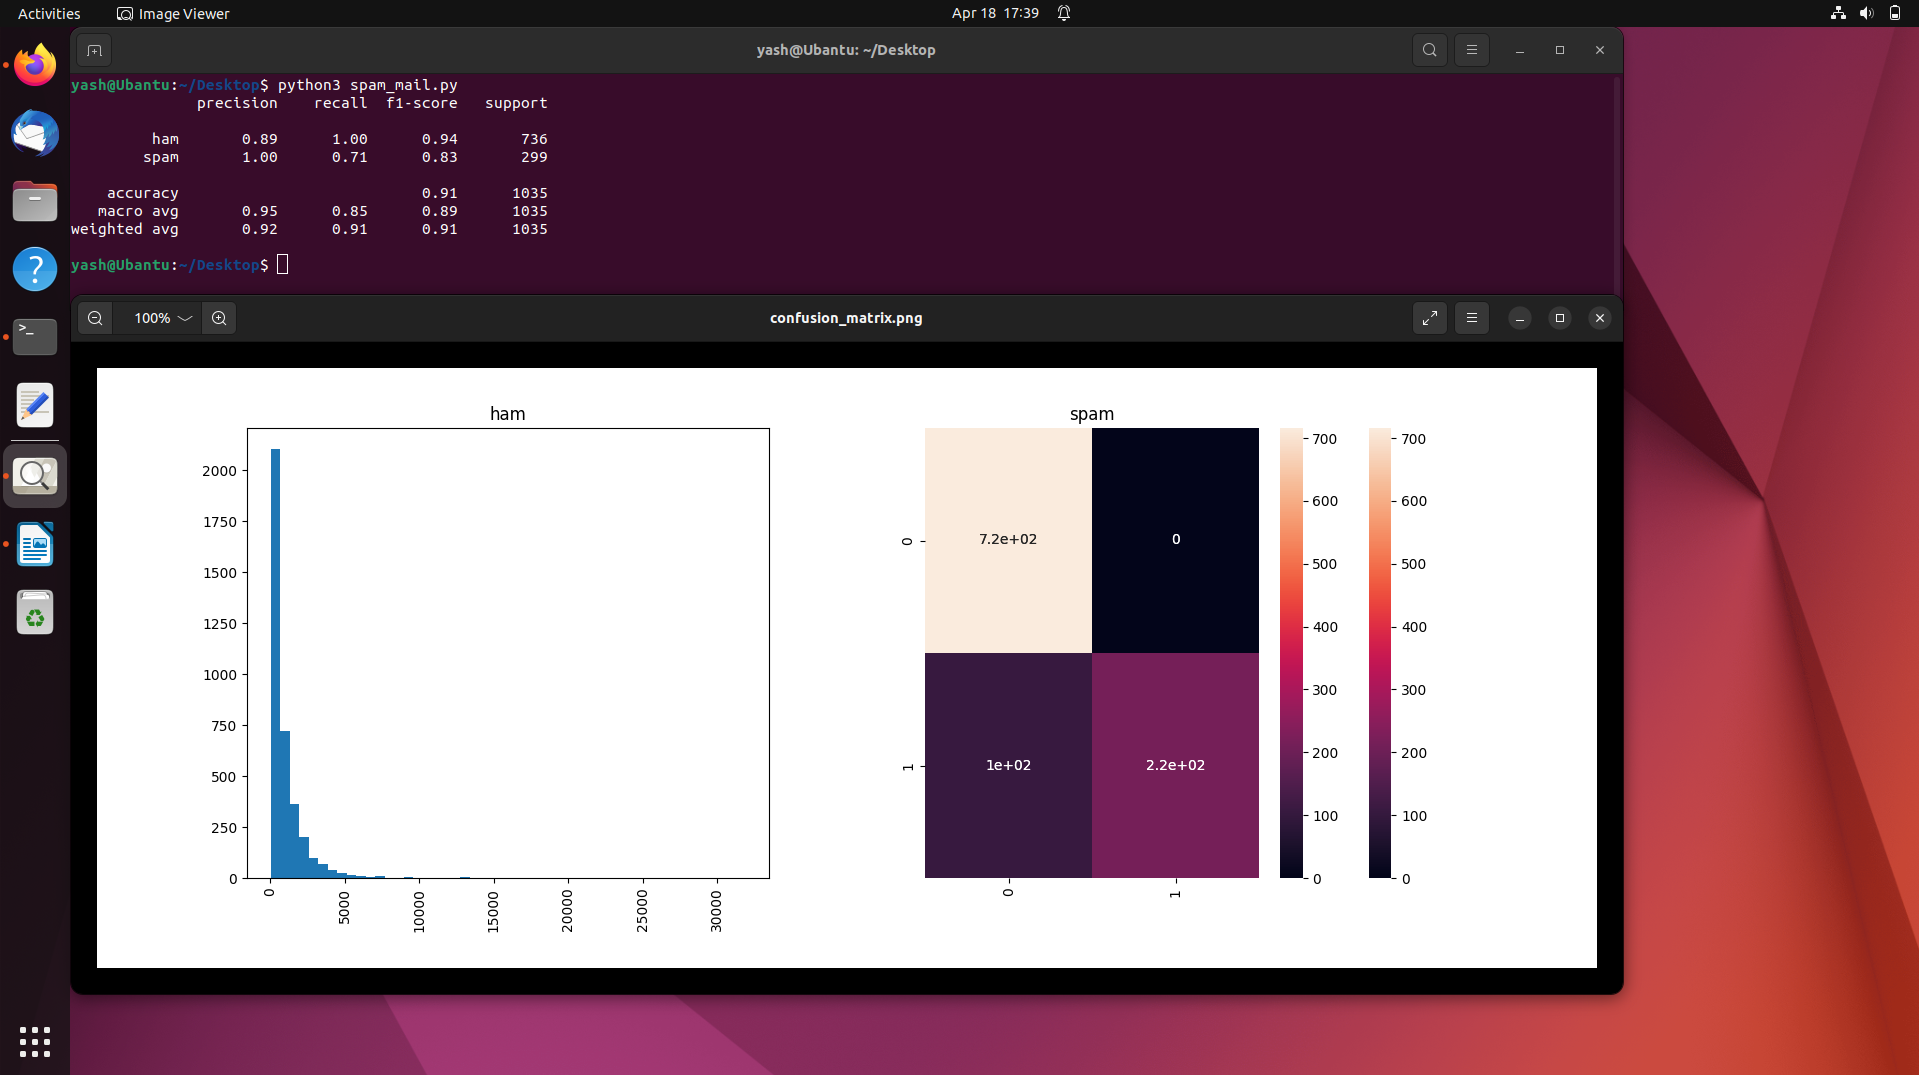 Activities Image Viewer Apr 18 17:39
yash@Ubantu: ~/Desktop
yash@Ubantu:~/Desktop$ python3 spam_mail.py
precision recall f1-score support
ham 0.89 1.00 0.94 736
spam 1.00 0.71 0.83 299
accuracy 0.91 1035
macro avg 0.95 0.85 0.89 1035
weighted avg 0.92 0.91 0.91 1035
yash@Ubantu:~/Desktop$
100% confusion_matrix.png
ham
2000
1750
1500
1250
1000
750
500
250
0
0 5000 10000 15000 20000 25000 30000
spam
0
1
7.2e+02 0
1e+02 2.2e+02
0 1
700
600
500
400
300
200
100
0
700
600
500
400
300
200
100
0